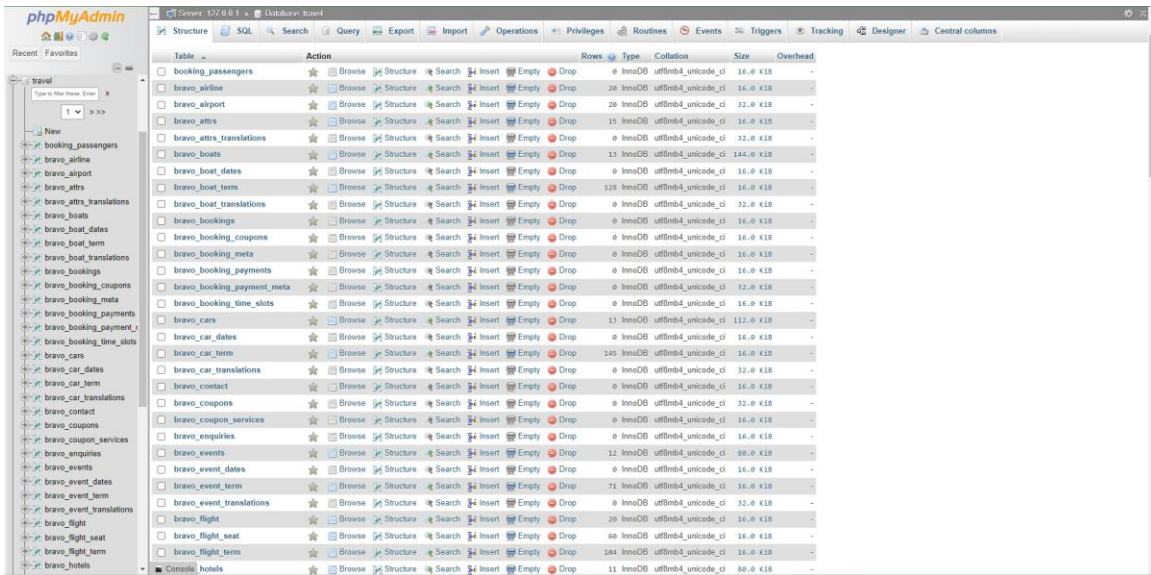 phpMyAdmin
Recent Favorites
travel
Type to filter these, Enter X
1 > >>
New
booking_passengers
bravo_airline
bravo_airport
bravo_attrs
bravo_attrs_translations
bravo_boats
bravo_boat_dates
bravo_boat_term
bravo_boat_translations
bravo_bookings
bravo_booking_coupons
bravo_booking_meta
bravo_booking_payments
bravo_booking_payment_r
bravo_booking_time_slots
bravo_cars
bravo_car_dates
bravo_car_term
bravo_car_translations
bravo_contact
bravo_coupons
bravo_coupon_services
bravo_enquiries
bravo_events
bravo_event_dates
bravo_event_term
bravo_event_translations
bravo_flight
bravo_flight_seat
bravo_flight_term
bravo_hotels
Server: 127.0.0.1 » Database: travel
Structure SQL Search Query Export Import Operations Privileges Routines Events Triggers Tracking Designer Central columns
Table Action Rows Type Collation Size Overhead
booking_passengers Browse Structure Search Insert Empty Drop 0 InnoDB utf8mb4_unicode_ci 16.0 KiB -
bravo_airline Browse Structure Search Insert Empty Drop 20 InnoDB utf8mb4_unicode_ci 16.0 KiB -
bravo_airport Browse Structure Search Insert Empty Drop 20 InnoDB utf8mb4_unicode_ci 32.0 KiB -
bravo_attrs Browse Structure Search Insert Empty Drop 15 InnoDB utf8mb4_unicode_ci 16.0 KiB -
bravo_attrs_translations Browse Structure Search Insert Empty Drop 0 InnoDB utf8mb4_unicode_ci 32.0 KiB -
bravo_boats Browse Structure Search Insert Empty Drop 13 InnoDB utf8mb4_unicode_ci 144.0 KiB -
bravo_boat_dates Browse Structure Search Insert Empty Drop 0 InnoDB utf8mb4_unicode_ci 16.0 KiB -
bravo_boat_term Browse Structure Search Insert Empty Drop 128 InnoDB utf8mb4_unicode_ci 16.0 KiB -
bravo_boat_translations Browse Structure Search Insert Empty Drop 0 InnoDB utf8mb4_unicode_ci 32.0 KiB -
bravo_bookings Browse Structure Search Insert Empty Drop 0 InnoDB utf8mb4_unicode_ci 16.0 KiB -
bravo_booking_coupons Browse Structure Search Insert Empty Drop 0 InnoDB utf8mb4_unicode_ci 16.0 KiB -
bravo_booking_meta Browse Structure Search Insert Empty Drop 0 InnoDB utf8mb4_unicode_ci 32.0 KiB -
bravo_booking_payments Browse Structure Search Insert Empty Drop 0 InnoDB utf8mb4_unicode_ci 16.0 KiB -
bravo_booking_payment_meta Browse Structure Search Insert Empty Drop 0 InnoDB utf8mb4_unicode_ci 32.0 KiB -
bravo_booking_time_slots Browse Structure Search Insert Empty Drop 0 InnoDB utf8mb4_unicode_ci 16.0 KiB -
bravo_cars Browse Structure Search Insert Empty Drop 13 InnoDB utf8mb4_unicode_ci 112.0 KiB -
bravo_car_dates Browse Structure Search Insert Empty Drop 0 InnoDB utf8mb4_unicode_ci 16.0 KiB -
bravo_car_term Browse Structure Search Insert Empty Drop 145 InnoDB utf8mb4_unicode_ci 16.0 KiB -
bravo_car_translations Browse Structure Search Insert Empty Drop 0 InnoDB utf8mb4_unicode_ci 32.0 KiB -
bravo_contact Browse Structure Search Insert Empty Drop 0 InnoDB utf8mb4_unicode_ci 16.0 KiB -
bravo_coupons Browse Structure Search Insert Empty Drop 0 InnoDB utf8mb4_unicode_ci 32.0 KiB -
bravo_coupon_services Browse Structure Search Insert Empty Drop 0 InnoDB utf8mb4_unicode_ci 16.0 KiB -
bravo_enquiries Browse Structure Search Insert Empty Drop 0 InnoDB utf8mb4_unicode_ci 16.0 KiB -
bravo_events Browse Structure Search Insert Empty Drop 12 InnoDB utf8mb4_unicode_ci 80.0 KiB -
bravo_event_dates Browse Structure Search Insert Empty Drop 0 InnoDB utf8mb4_unicode_ci 16.0 KiB -
bravo_event_term Browse Structure Search Insert Empty Drop 71 InnoDB utf8mb4_unicode_ci 16.0 KiB -
bravo_event_translations Browse Structure Search Insert Empty Drop 0 InnoDB utf8mb4_unicode_ci 32.0 KiB -
bravo_flight Browse Structure Search Insert Empty Drop 20 InnoDB utf8mb4_unicode_ci 16.0 KiB -
bravo_flight_seat Browse Structure Search Insert Empty Drop 60 InnoDB utf8mb4_unicode_ci 16.0 KiB -
bravo_flight_term Browse Structure Search Insert Empty Drop 104 InnoDB utf8mb4_unicode_ci 16.0 KiB -
Console hotels Browse Structure Search Insert Empty Drop 11 InnoDB utf8mb4_unicode_ci 80.0 KiB -